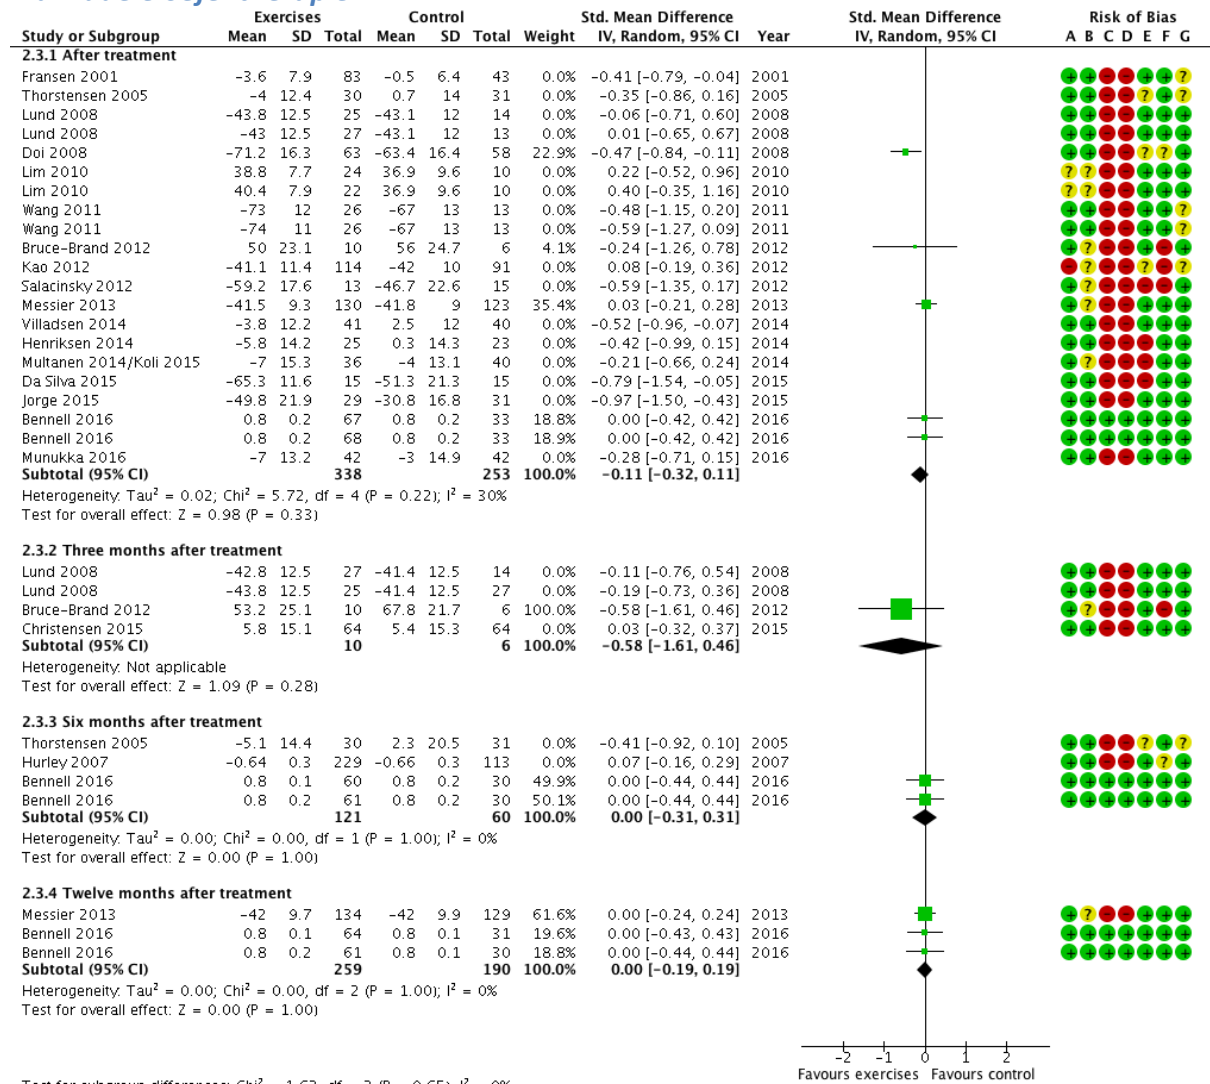 Exercises Control Std. Mean Difference Std. Mean Difference Risk of Bias
Study or Subgroup Mean SD Total Mean SD Total Weight IV, Random, 95% CI Year IV, Random, 95% CI A B C D E F G
2.3.1 After treatment
Fransen 2001 −3.6 7.9 83 −0.5 6.4 43 0.0% −0.41 [−0.79, −0.04] 2001 + + − − + + ?
Thorstensen 2005 −4 12.4 30 0.7 14 31 0.0% −0.35 [−0.86, 0.16] 2005 + + − − ? + ?
Lund 2008 −43.8 12.5 25 −43.1 12 14 0.0% −0.06 [−0.71, 0.60] 2008 + + − − + + +
Lund 2008 −43 12.5 27 −43.1 12 13 0.0% 0.01 [−0.65, 0.67] 2008 + + − − + + +
Doi 2008 −71.2 16.3 63 −63.4 16.4 58 22.9% −0.47 [−0.84, −0.11] 2008 + + − − ? ? +
Lim 2010 38.8 7.7 24 36.9 9.6 10 0.0% 0.22 [−0.52, 0.96] 2010 ? ? − − + + +
Lim 2010 40.4 7.9 22 36.9 9.6 10 0.0% 0.40 [−0.35, 1.16] 2010 ? ? − − + + +
Wang 2011 −73 12 26 −67 13 13 0.0% −0.48 [−1.15, 0.20] 2011 + + − − + + ?
Wang 2011 −74 11 26 −67 13 13 0.0% −0.59 [−1.27, 0.09] 2011 + + − − + + ?
Bruce-Brand 2012 50 23.1 10 56 24.7 6 4.1% −0.24 [−1.26, 0.78] 2012 + ? − − + − +
Kao 2012 −41.1 11.4 114 −42 10 91 0.0% 0.08 [−0.19, 0.36] 2012 − ? − − ? − ?
Salacinsky 2012 −59.2 17.6 13 −46.7 22.6 15 0.0% −0.59 [−1.35, 0.17] 2012 + ? − − − − +
Messier 2013 −41.5 9.3 130 −41.8 9 123 35.4% 0.03 [−0.21, 0.28] 2013 + ? − − + + +
Villadsen 2014 −3.8 12.2 41 2.5 12 40 0.0% −0.52 [−0.96, −0.07] 2014 + + − − + + +
Henriksen 2014 −5.8 14.2 25 0.3 14.3 23 0.0% −0.42 [−0.99, 0.15] 2014 + + − − − + +
Multanen 2014/Koli 2015 −7 15.3 36 −4 13.1 40 0.0% −0.21 [−0.66, 0.24] 2014 + ? − − − − +
Da Silva 2015 −65.3 11.6 15 −51.3 21.3 15 0.0% −0.79 [−1.54, −0.05] 2015 + + − − − + +
Jorge 2015 −49.8 21.9 29 −30.8 16.8 31 0.0% −0.97 [−1.50, −0.43] 2015 + + − − + + +
Bennell 2016 0.8 0.2 67 0.8 0.2 33 18.8% 0.00 [−0.42, 0.42] 2016 + + + + + + +
Bennell 2016 0.8 0.2 68 0.8 0.2 33 18.9% 0.00 [−0.42, 0.42] 2016 + + + + + + +
Munukka 2016 −7 13.2 42 −3 14.9 42 0.0% −0.28 [−0.71, 0.15] 2016 + + − − + + +
Subtotal (95% CI) 338 253 100.0% −0.11 [−0.32, 0.11]
Heterogeneity: Tau² = 0.02; Chi² = 5.72, df = 4 (P = 0.22); I² = 30%
Test for overall effect: Z = 0.98 (P = 0.33)
2.3.2 Three months after treatment
Lund 2008 −42.8 12.5 27 −41.4 12.5 14 0.0% −0.11 [−0.76, 0.54] 2008 + + − − + + +
Lund 2008 −43.8 12.5 25 −41.4 12.5 27 0.0% −0.19 [−0.73, 0.36] 2008 + + − − + + +
Bruce-Brand 2012 53.2 25.1 10 67.8 21.7 6 100.0% −0.58 [−1.61, 0.46] 2012 + ? − − + − +
Christensen 2015 5.8 15.1 64 5.4 15.3 64 0.0% 0.03 [−0.32, 0.37] 2015 + + − − + + +
Subtotal (95% CI) 10 6 100.0% −0.58 [−1.61, 0.46]
Heterogeneity: Not applicable
Test for overall effect: Z = 1.09 (P = 0.28)
2.3.3 Six months after treatment
Thorstensen 2005 −5.1 14.4 30 2.3 20.5 31 0.0% −0.41 [−0.92, 0.10] 2005 + + − − ? + ?
Hurley 2007 −0.64 0.3 229 −0.66 0.3 113 0.0% 0.07 [−0.16, 0.29] 2007 + + − − + ? +
Bennell 2016 0.8 0.1 60 0.8 0.2 30 49.9% 0.00 [−0.44, 0.44] 2016 + + + + + + +
Bennell 2016 0.8 0.2 61 0.8 0.2 30 50.1% 0.00 [−0.44, 0.44] 2016 + + + + + + +
Subtotal (95% CI) 121 60 100.0% 0.00 [−0.31, 0.31]
Heterogeneity: Tau² = 0.00; Chi² = 0.00, df = 1 (P = 1.00); I² = 0%
Test for overall effect: Z = 0.00 (P = 1.00)
2.3.4 Twelve months after treatment
Messier 2013 −42 9.7 134 −42 9.9 129 61.6% 0.00 [−0.24, 0.24] 2013 + ? − − + + +
Bennell 2016 0.8 0.1 64 0.8 0.1 31 19.6% 0.00 [−0.43, 0.43] 2016 + + + + + + +
Bennell 2016 0.8 0.2 61 0.8 0.1 30 18.8% 0.00 [−0.44, 0.44] 2016 + + + + + + +
Subtotal (95% CI) 259 190 100.0% 0.00 [−0.19, 0.19]
Heterogeneity: Tau² = 0.00; Chi² = 0.00, df = 2 (P = 1.00); I² = 0%
Test for overall effect: Z = 0.00 (P = 1.00)
−2 −1 0 1 2
Favours exercises Favours control
Test for subgroup differences: Chi² = 1.63, df = 3 (P = 0.65), I² = 0%